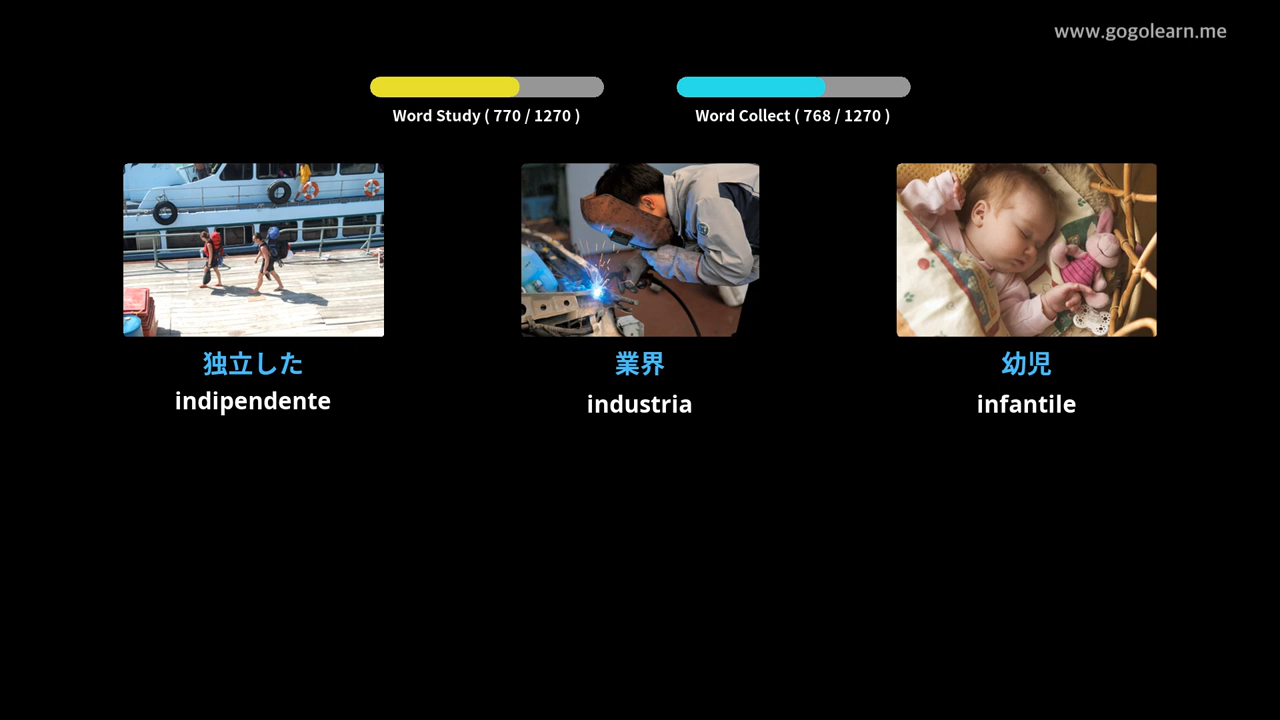 www.gogolearn.me
Word Study ( 770 / 1270 )
Word Collect ( 768 / 1270 )
独立した
業界
幼児
indipendente
industria
infantile